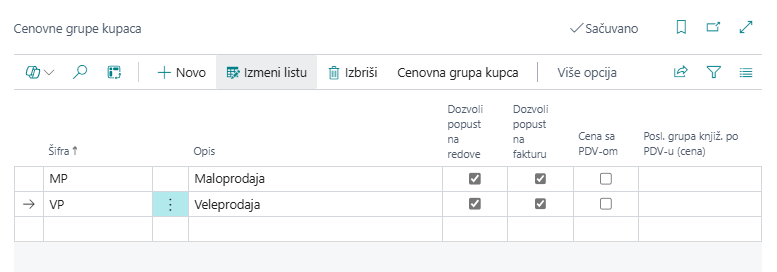 Cenovne grupe kupaca
Sačuvano
Novo
Izmeni listu
Izbriši
Cenovna grupa kupca
Više opcija
Šifra ↑
Opis
Dozvoli
popust
na
redove
Dozvoli
popust
na
fakturu
Cena sa
PDV-om
Posl. grupa knjiž. po
PDV-u (cena)
MP
Maloprodaja
VP
Veleprodaja